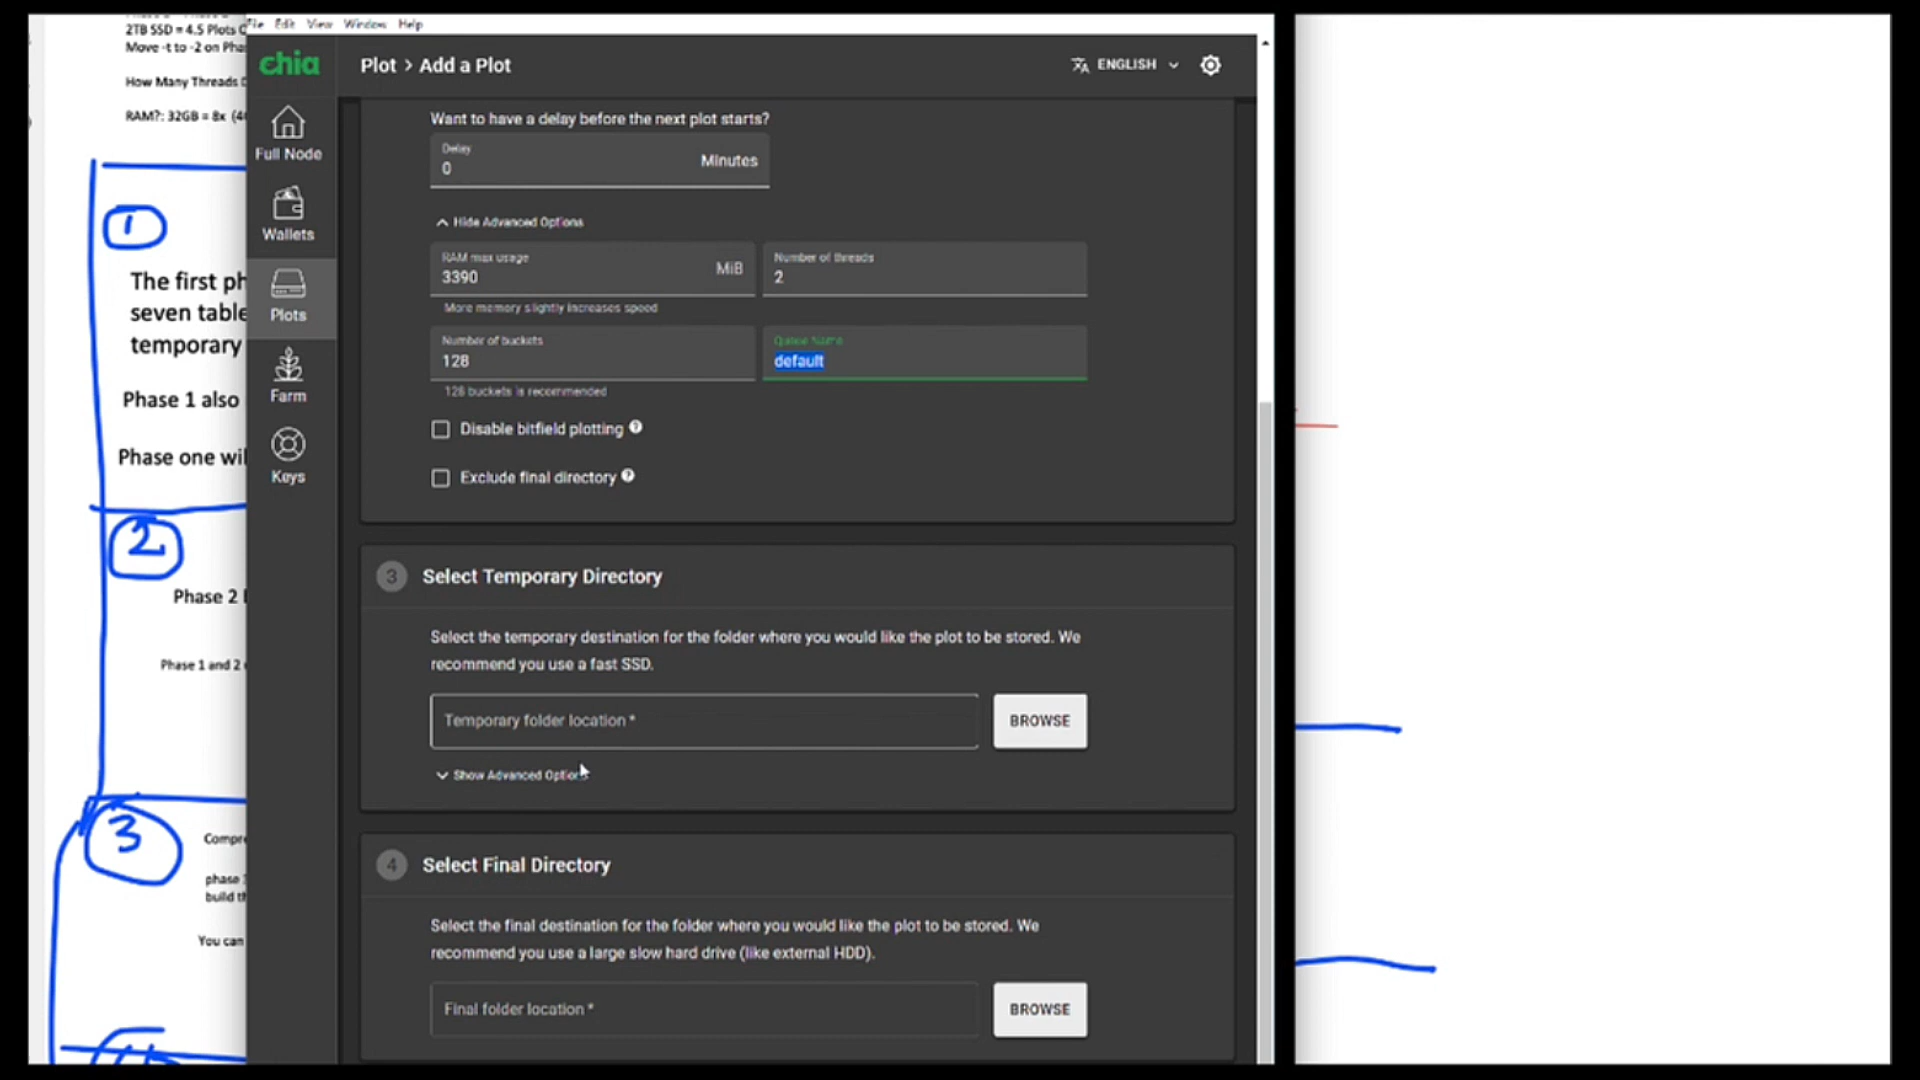 2TB SSD = 4.5 Plots
Move -t to -2 on Pha
How Many Threads
RAM?: 32GB = 8x (4
1
The first ph
seven table
temporary
Phase 1 also
Phase one wil
2
Phase 2
Phase 1 and 2
3
Compre
phase
build th
You can
File Edit View Window Help
chia
Plot > Add a Plot
ENGLISH
Full Node
Wallets
Plots
Farm
Keys
Want to have a delay before the next plot starts?
Delay
0 Minutes
Hide Advanced Options
RAM max usage
3390 MiB
Number of threads
2
More memory slightly increases speed
Number of buckets
128
Queue Name
default
128 buckets is recommended
Disable bitfield plotting
Exclude final directory
3 Select Temporary Directory
Select the temporary destination for the folder where you would like the plot to be stored. We
recommend you use a fast SSD.
Temporary folder location *
BROWSE
Show Advanced Options
4 Select Final Directory
Select the final destination for the folder where you would like the plot to be stored. We
recommend you use a large slow hard drive (like external HDD).
Final folder location *
BROWSE